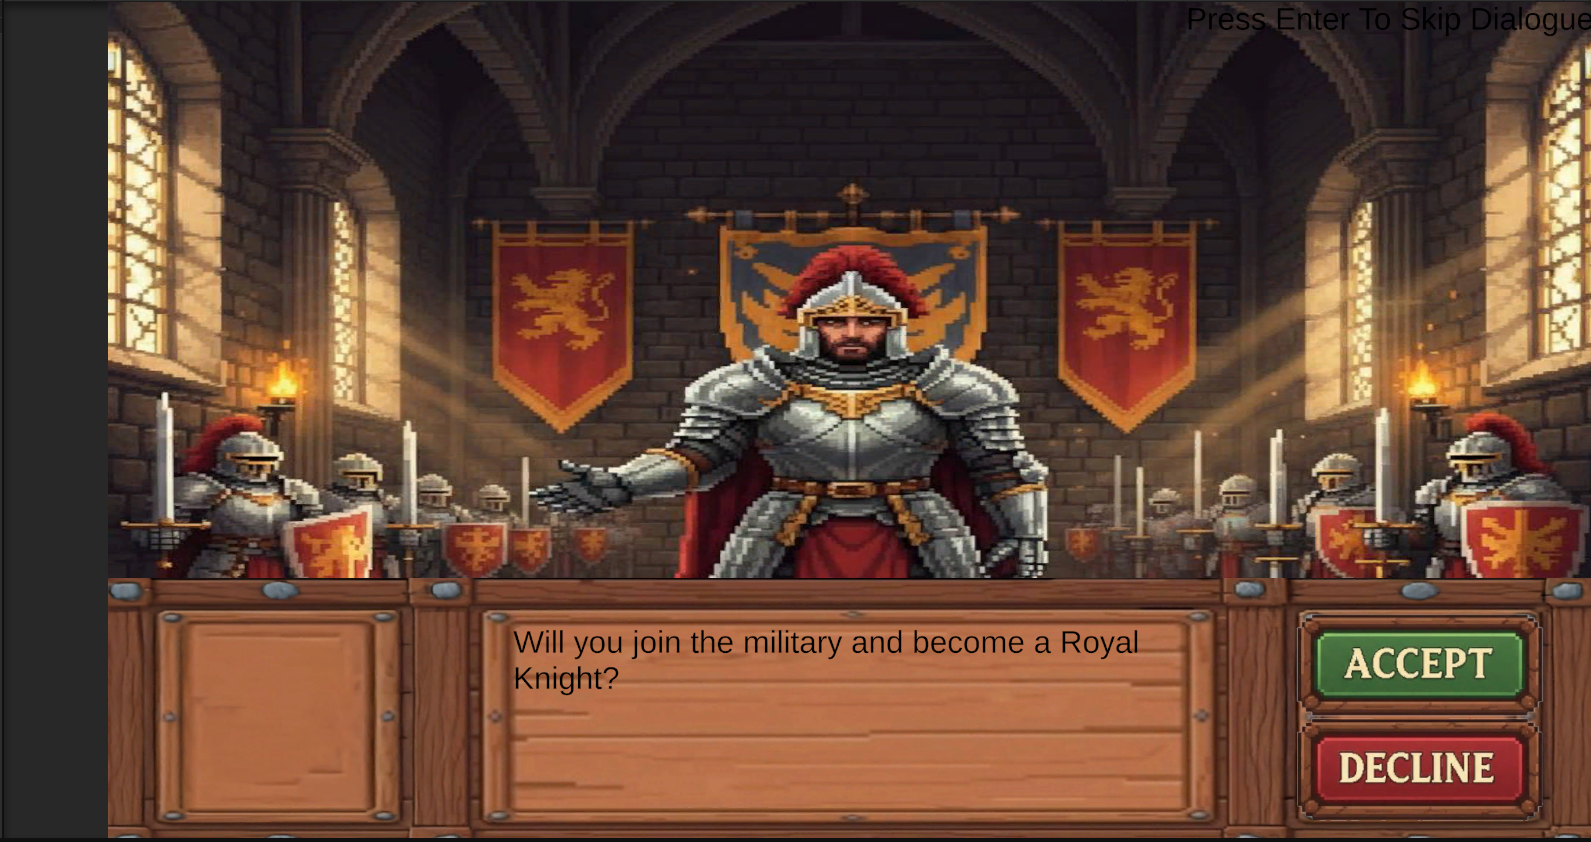 Press Enter To Skip Dialogue
Will you join the military and become a Royal
Knight?
ACCEPT
DECLINE